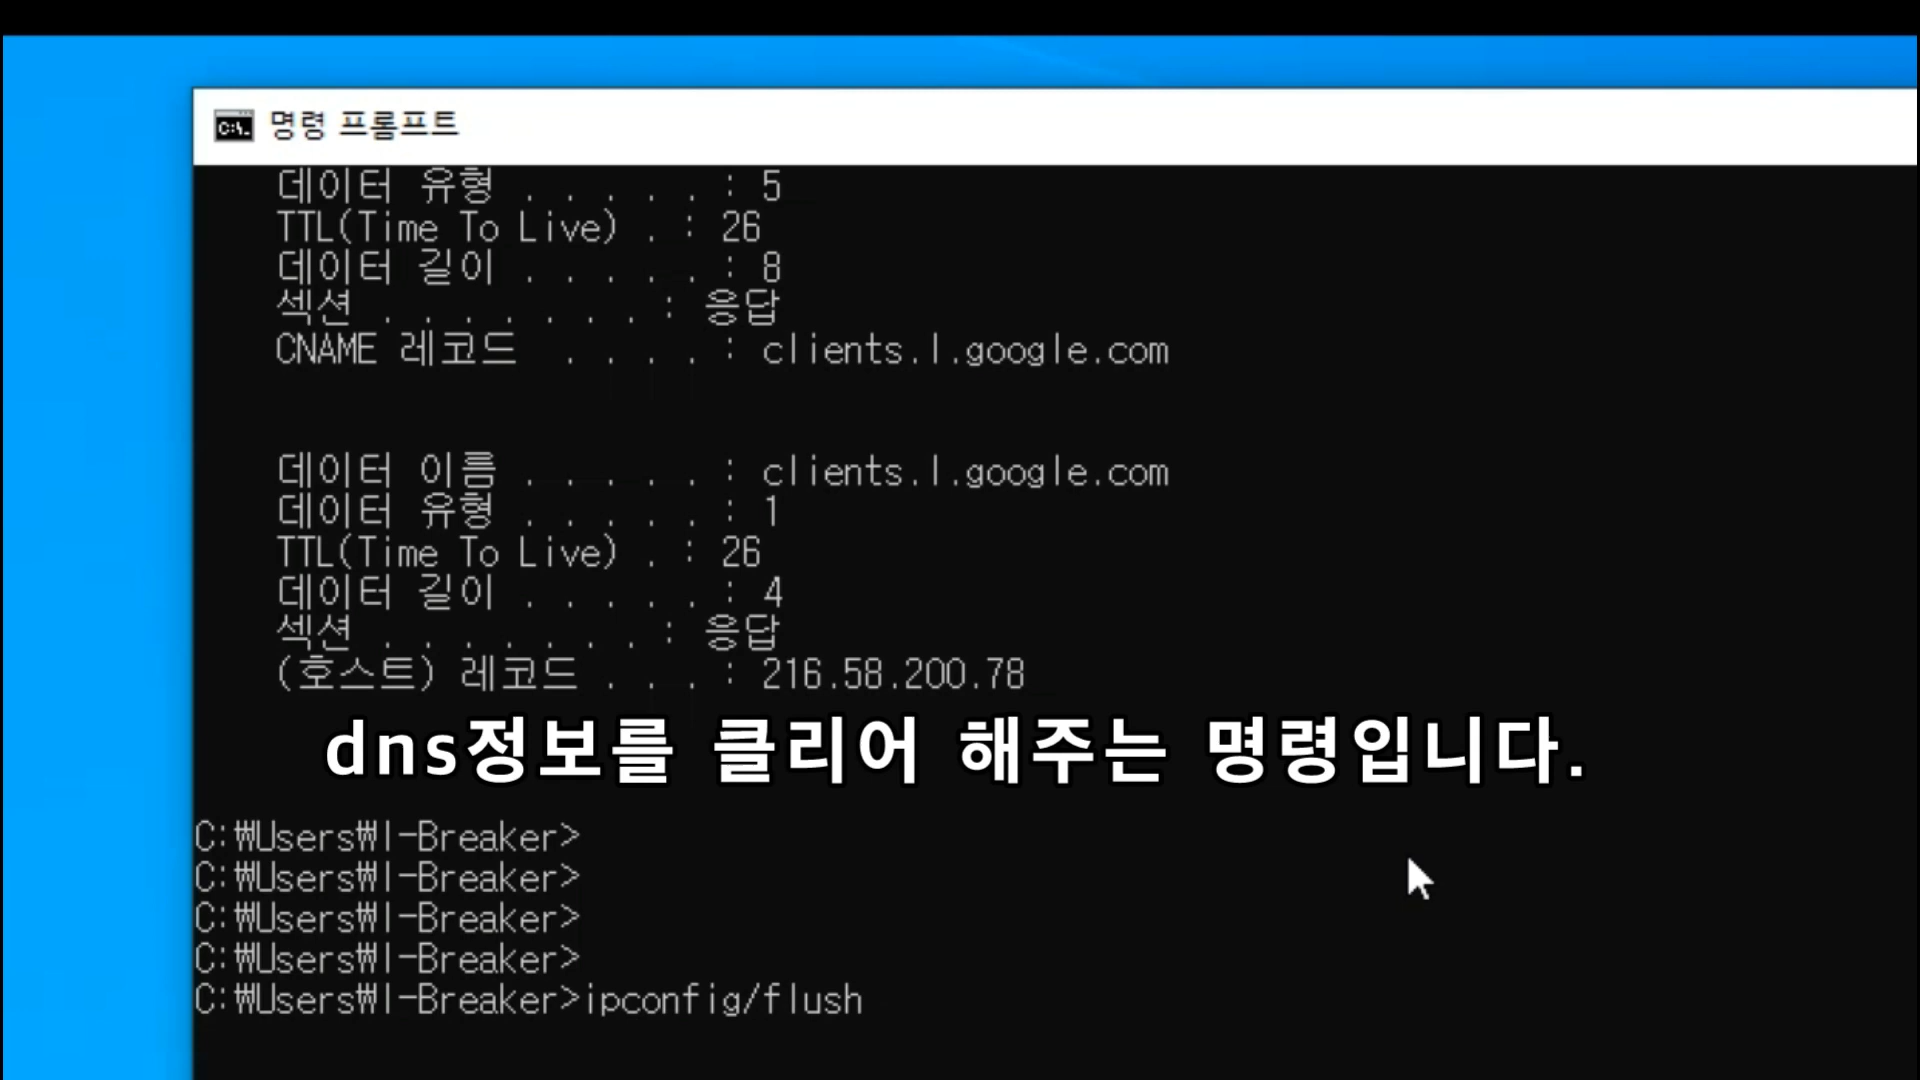 명령 프롬프트
데이터 유형 . . . . . : 5
TTL(Time To Live) . : 26
데이터 길이 . . . . . : 8
섹션 . . . . . . . : 응답
CNAME 레코드 . . . . : clients.l.google.com
데이터 이름 . . . . . : clients.l.google.com
데이터 유형 . . . . . : 1
TTL(Time To Live) . : 26
데이터 길이 . . . . . : 4
섹션 . . . . . . . : 응답
(호스트) 레코드 . . . : 216.58.200.78
dns정보를 클리어 해주는 명령입니다.
C:₩Users₩I-Breaker>
C:₩Users₩I-Breaker>
C:₩Users₩I-Breaker>
C:₩Users₩I-Breaker>
C:₩Users₩I-Breaker>ipconfig/flush